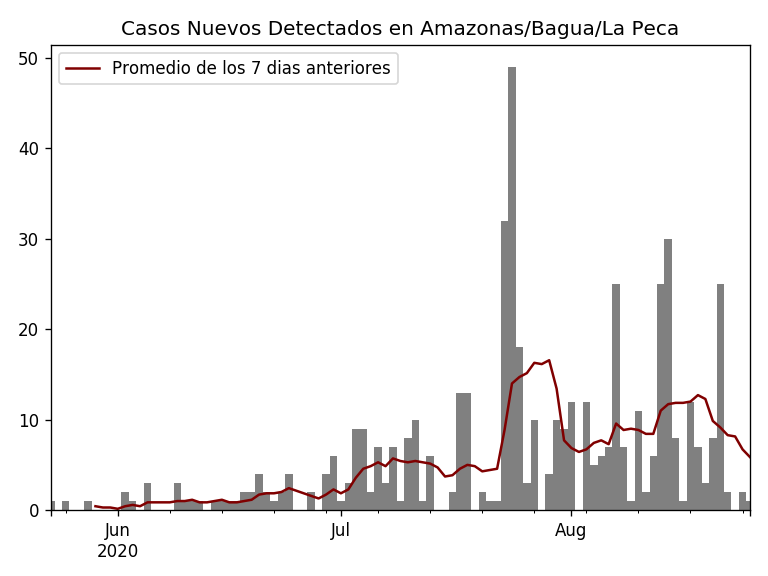 Casos Nuevos Detectados en Amazonas/Bagua/La Peca
Promedio de los 7 dias anteriores
50
40
30
20
10
0
Jun
2020
Jul
Aug